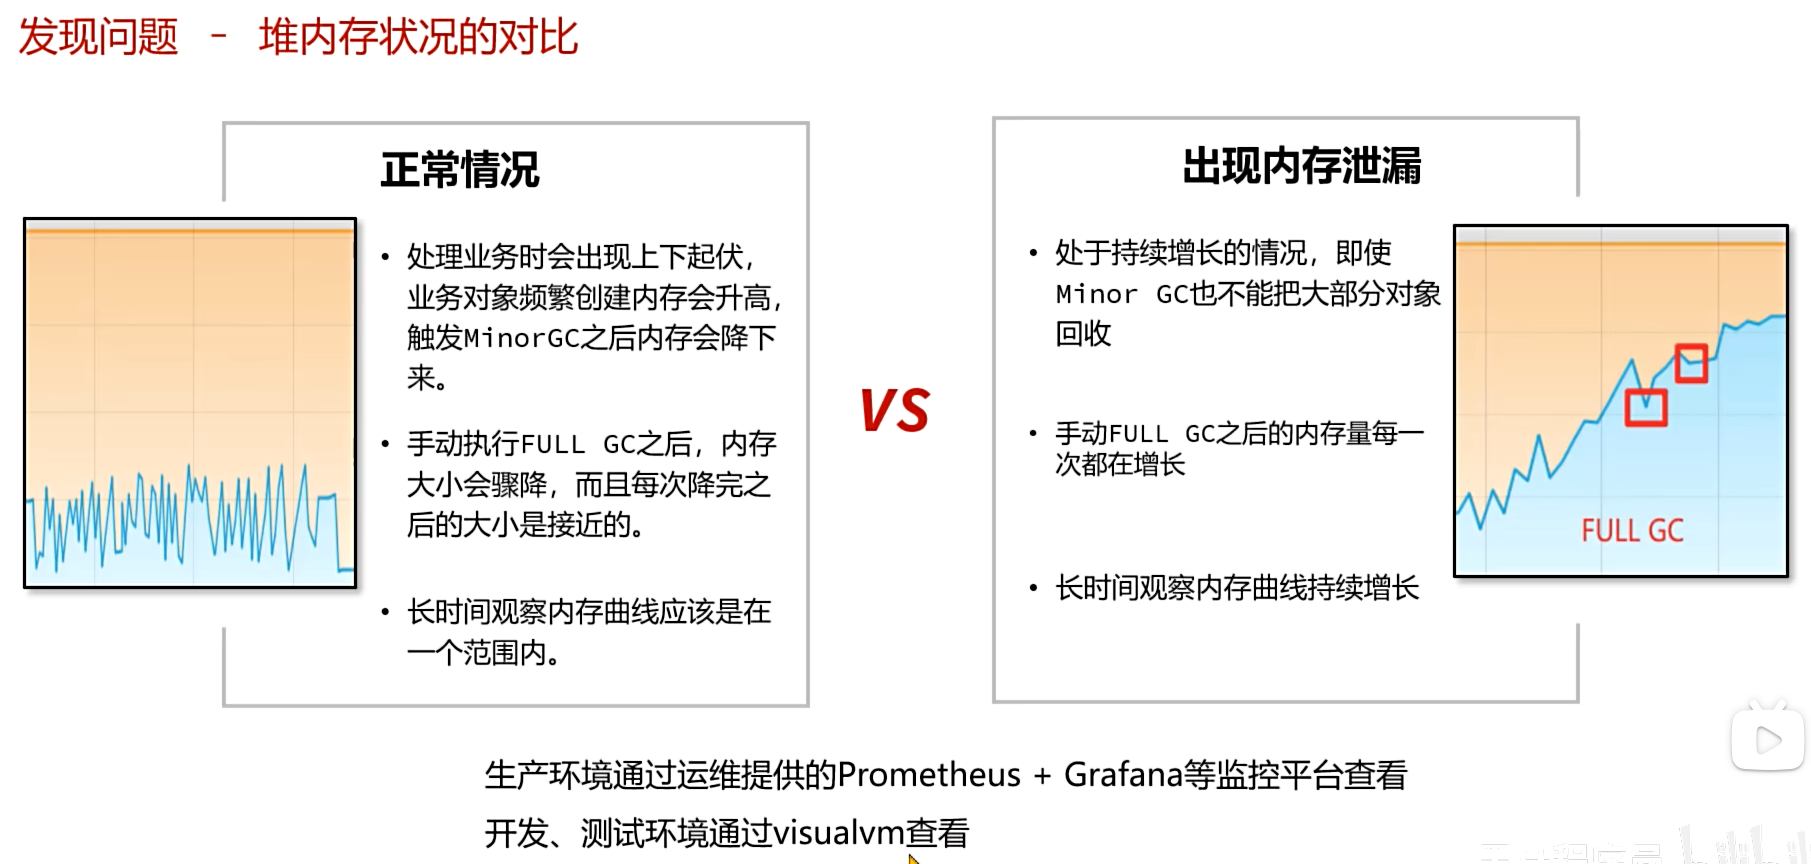 发现问题 - 堆内存状况的对比
正常情况
• 处理业务时会出现上下起伏，
业务对象频繁创建内存会升高，
触发MinorGC之后内存会降下
来。
• 手动执行FULL GC之后，内存
大小会骤降，而且每次降完之
后的大小是接近的。
• 长时间观察内存曲线应该是在
一个范围内。
VS
出现内存泄漏
• 处于持续增长的情况，即使
Minor GC也不能把大部分对象
回收
• 手动FULL GC之后的内存量每一
次都在增长
• 长时间观察内存曲线持续增长
FULL GC
生产环境通过运维提供的Prometheus + Grafana等监控平台查看
开发、测试环境通过visualvm查看